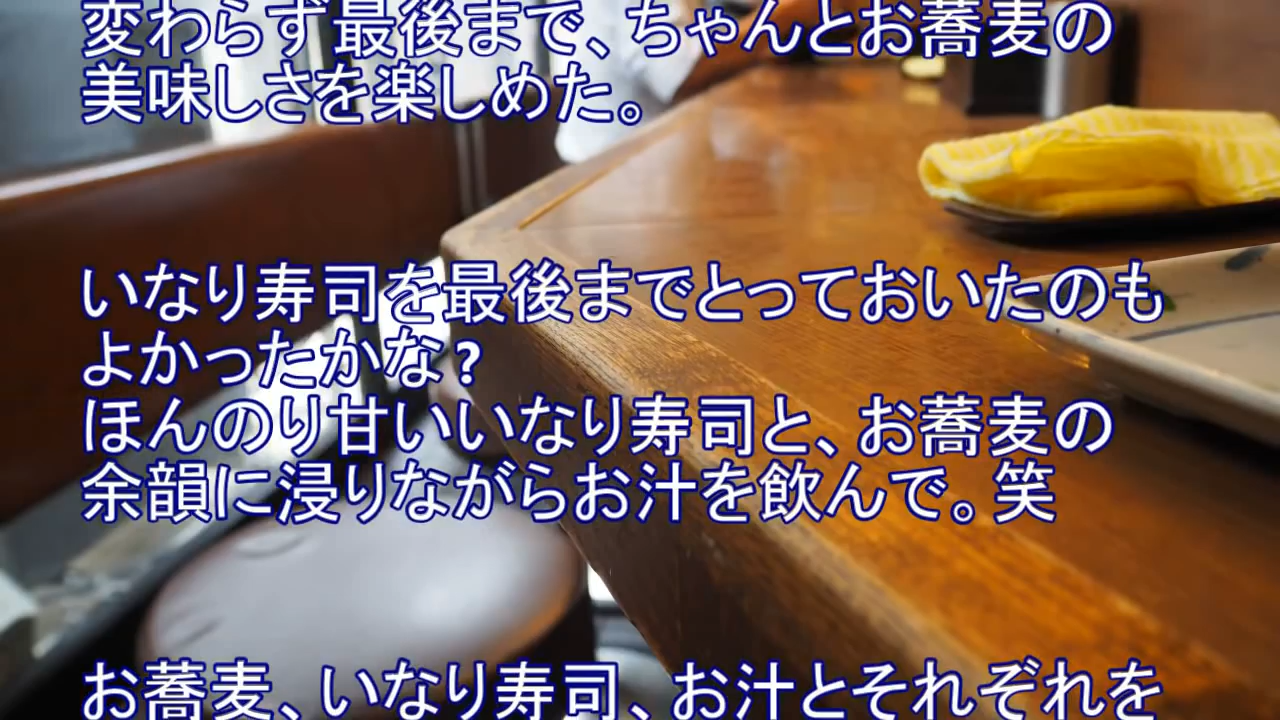 変わらず最後まで、ちゃんとお蕎麦の
美味しさを楽しめた。
いなり寿司を最後までとっておいたのも
よかったかな？
ほんのり甘いいなり寿司と、お蕎麦の
余韻に浸りながらお汁を飲んで。笑
お蕎麦、いなり寿司、お汁とそれぞれを